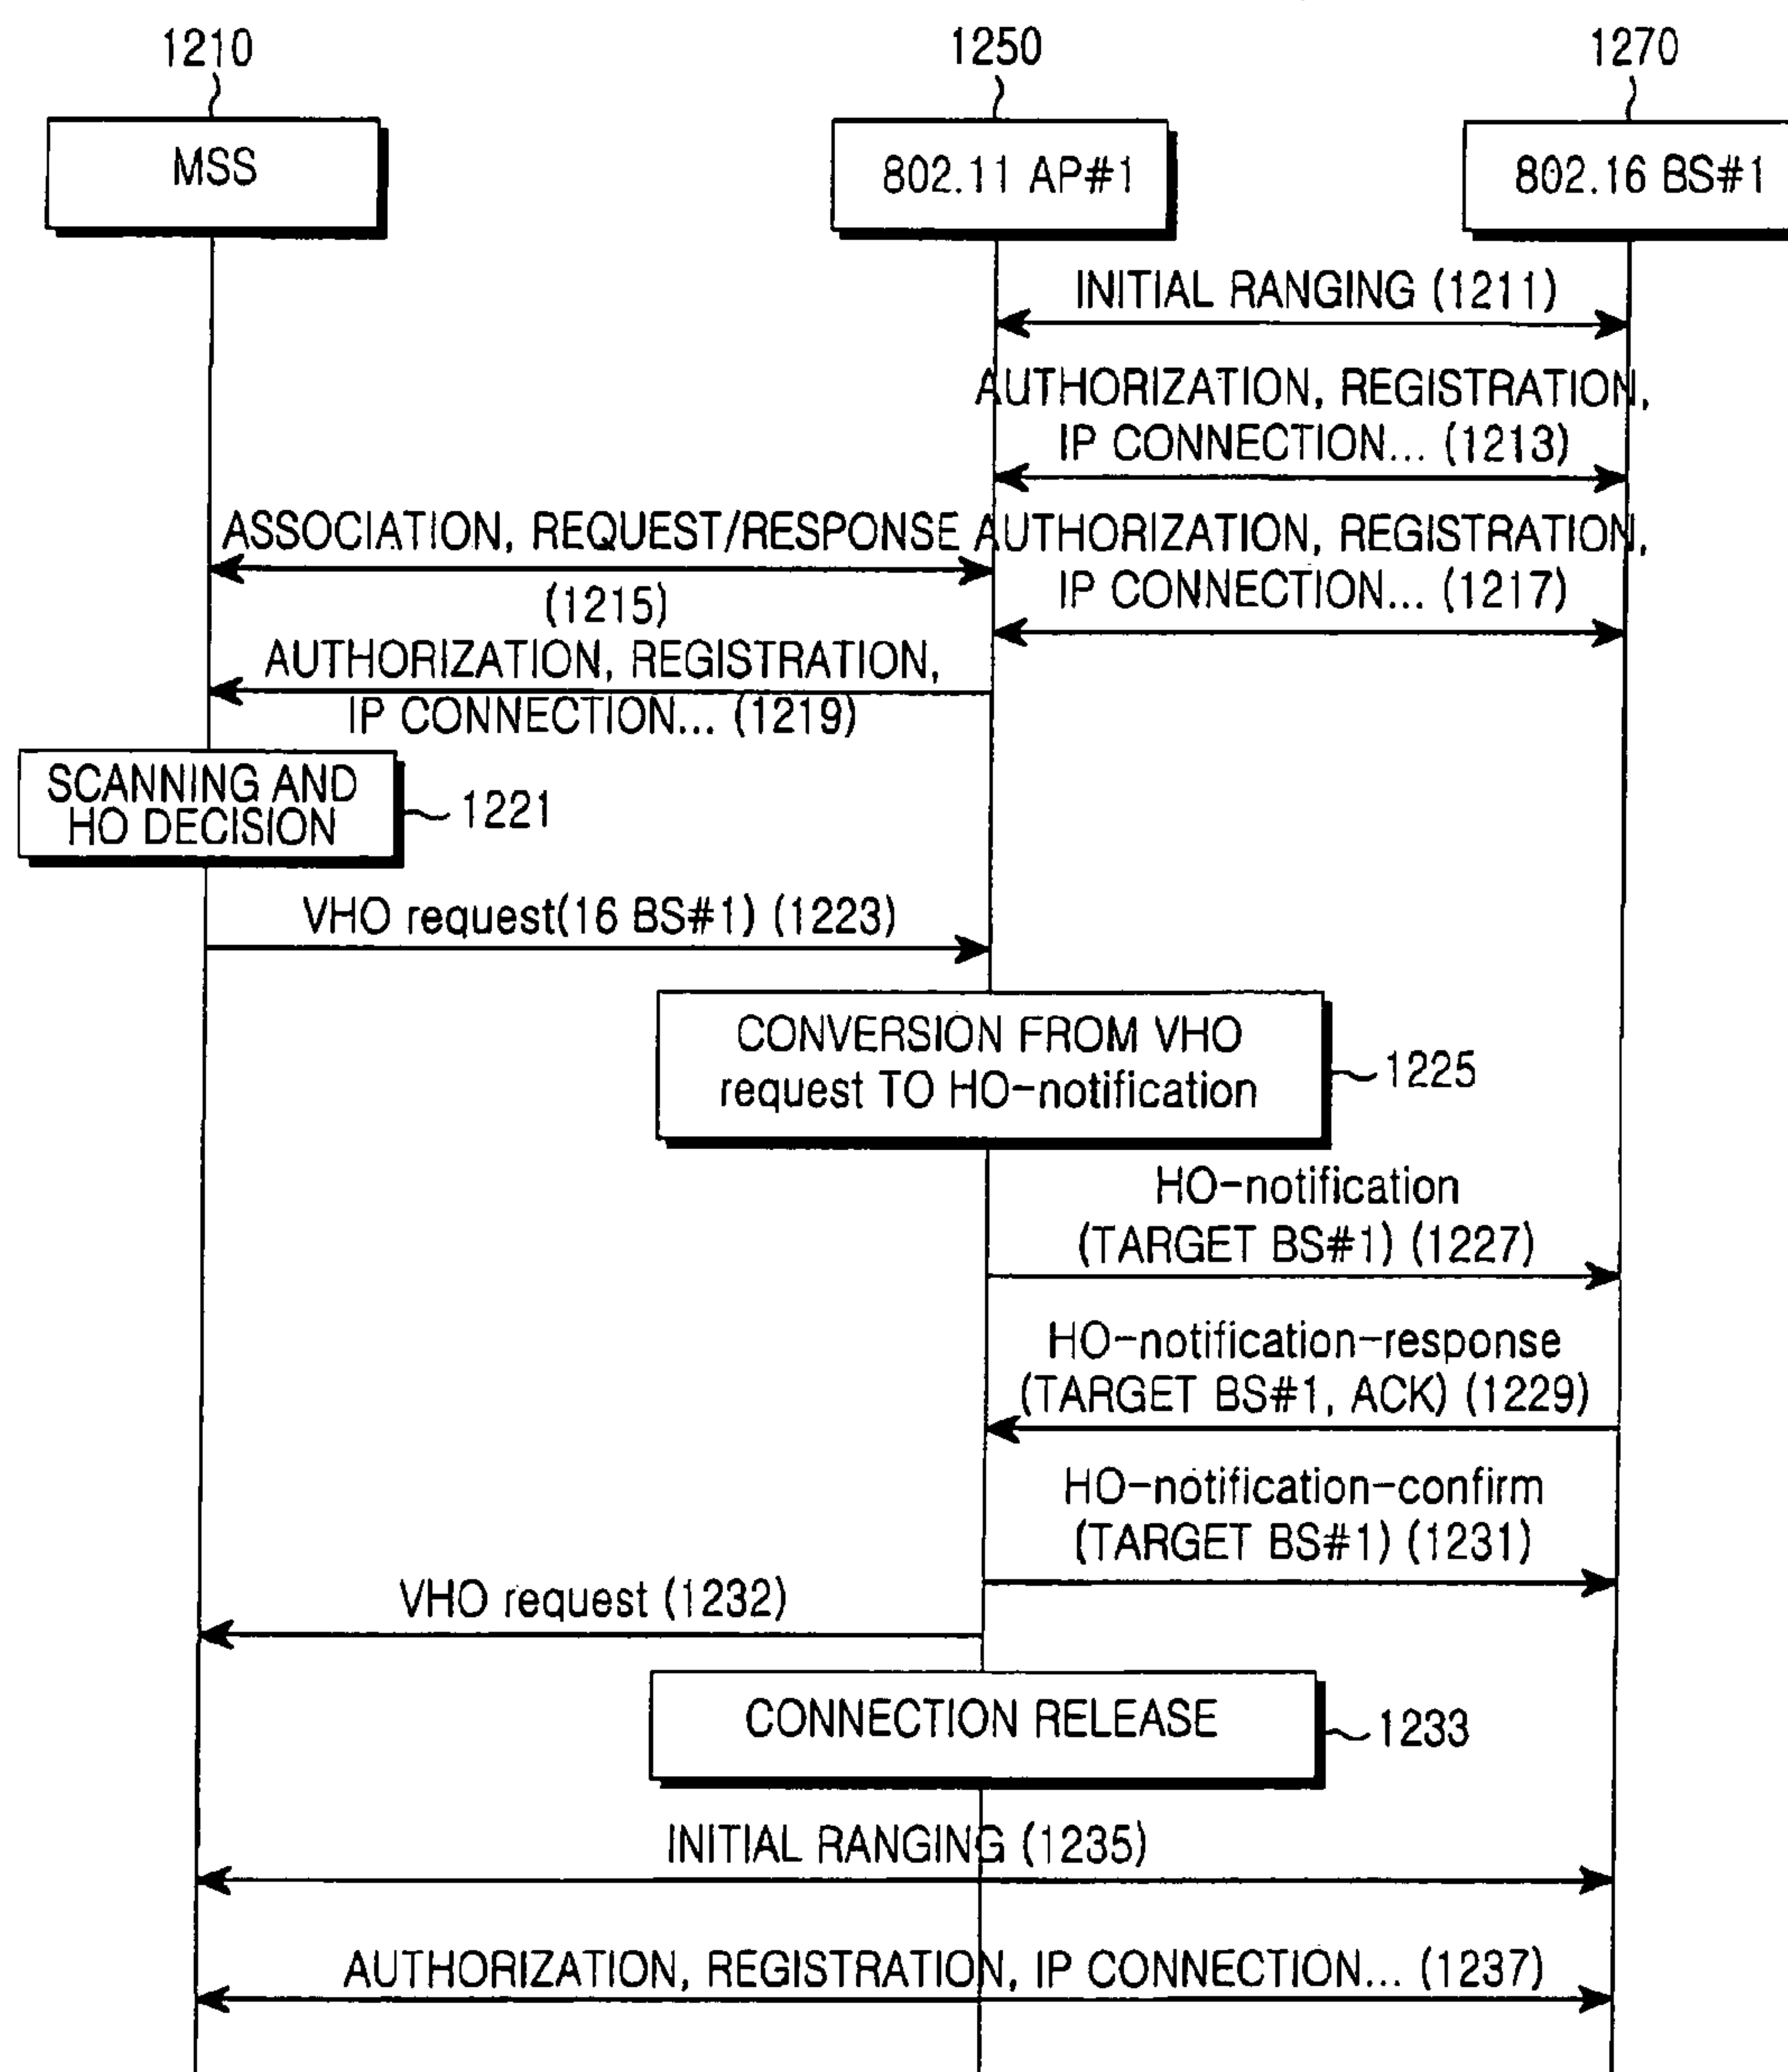 1210
1250
1270
MSS
802.11 AP#1
802.16 BS#1
INITIAL RANGING (1211)
AUTHORIZATION, REGISTRATION,
IP CONNECTION... (1213)
ASSOCIATION, REQUEST/RESPONSE
(1215)
AUTHORIZATION, REGISTRATION,
IP CONNECTION... (1217)
AUTHORIZATION, REGISTRATION,
IP CONNECTION... (1219)
SCANNING AND
HO DECISION
1221
VHO request(16 BS#1) (1223)
CONVERSION FROM VHO
request TO HO-notification
1225
HO-notification
(TARGET BS#1) (1227)
HO-notification-response
(TARGET BS#1, ACK) (1229)
HO-notification-confirm
(TARGET BS#1) (1231)
VHO request (1232)
CONNECTION RELEASE
1233
INITIAL RANGING (1235)
AUTHORIZATION, REGISTRATION, IP CONNECTION... (1237)